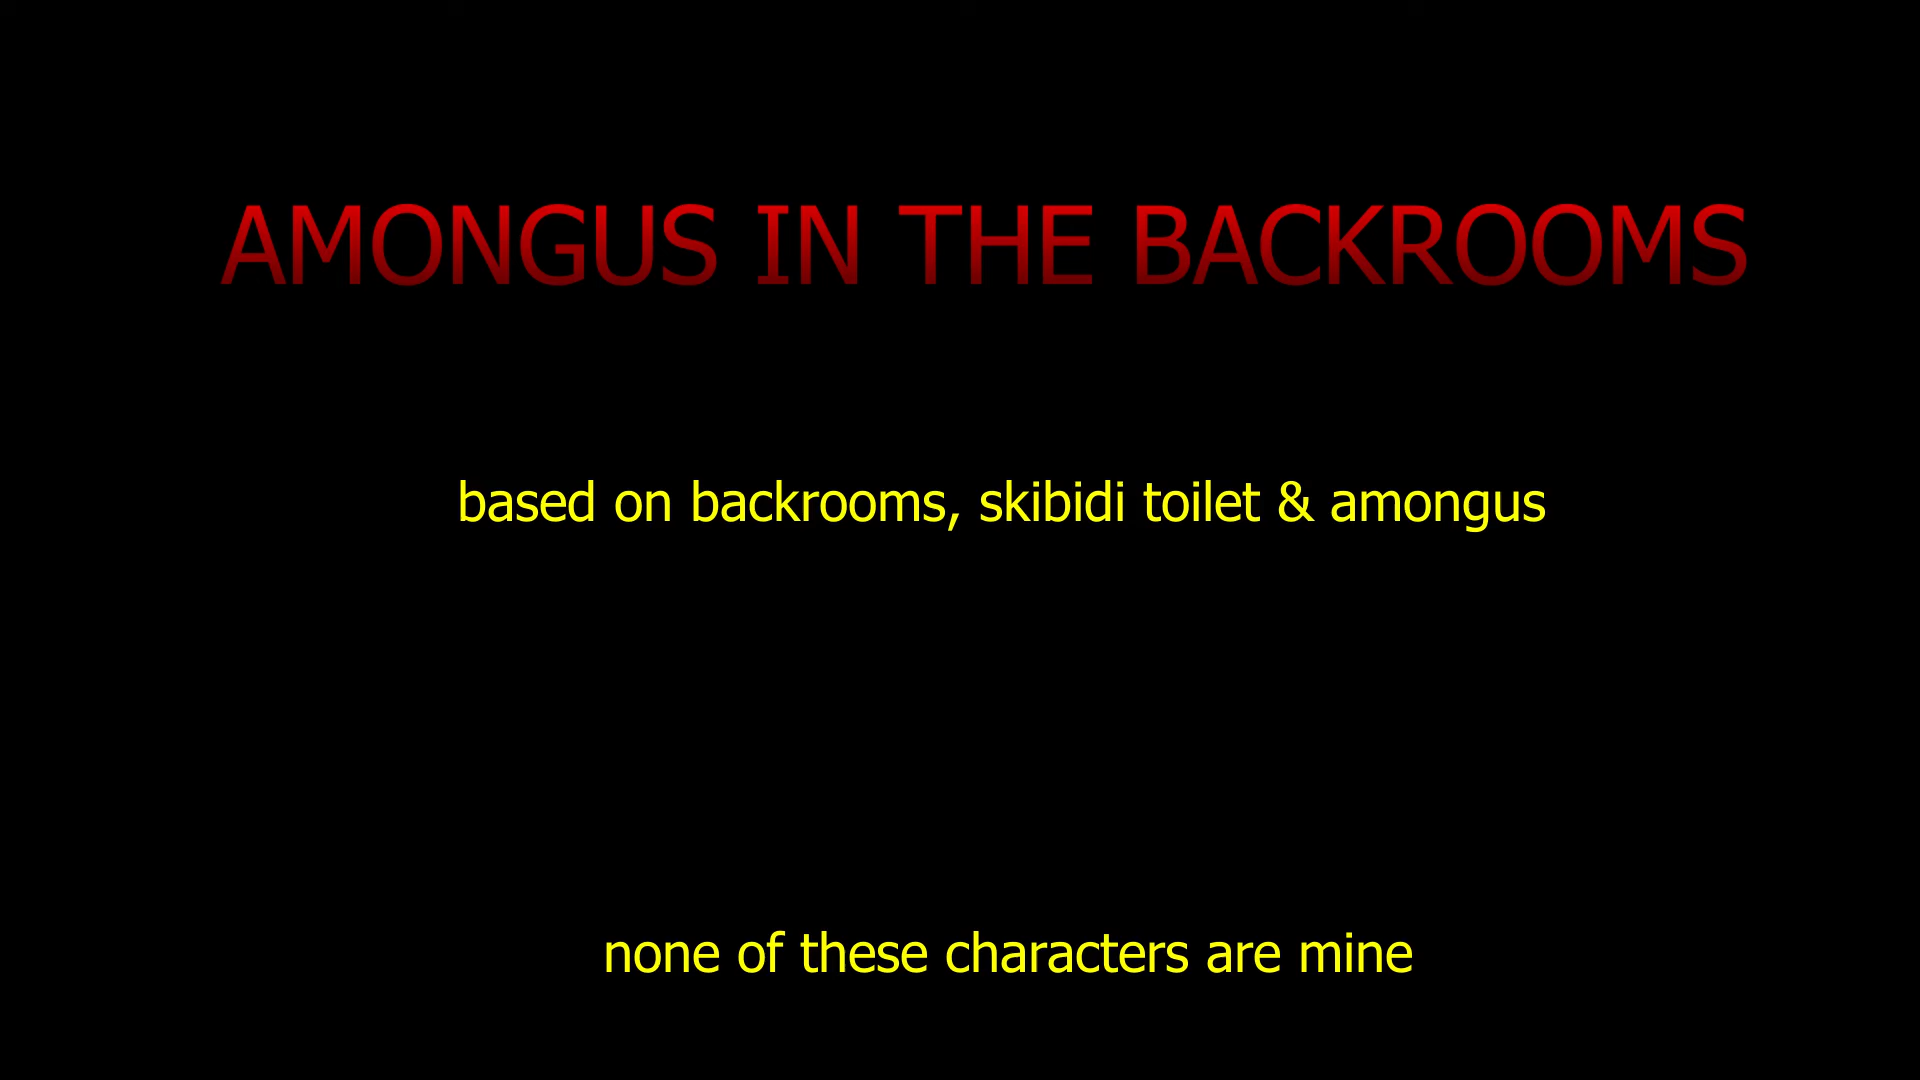 AMONGUS IN THE BACKROOMS
based on backrooms, skibidi toilet & amongus
none of these characters are mine